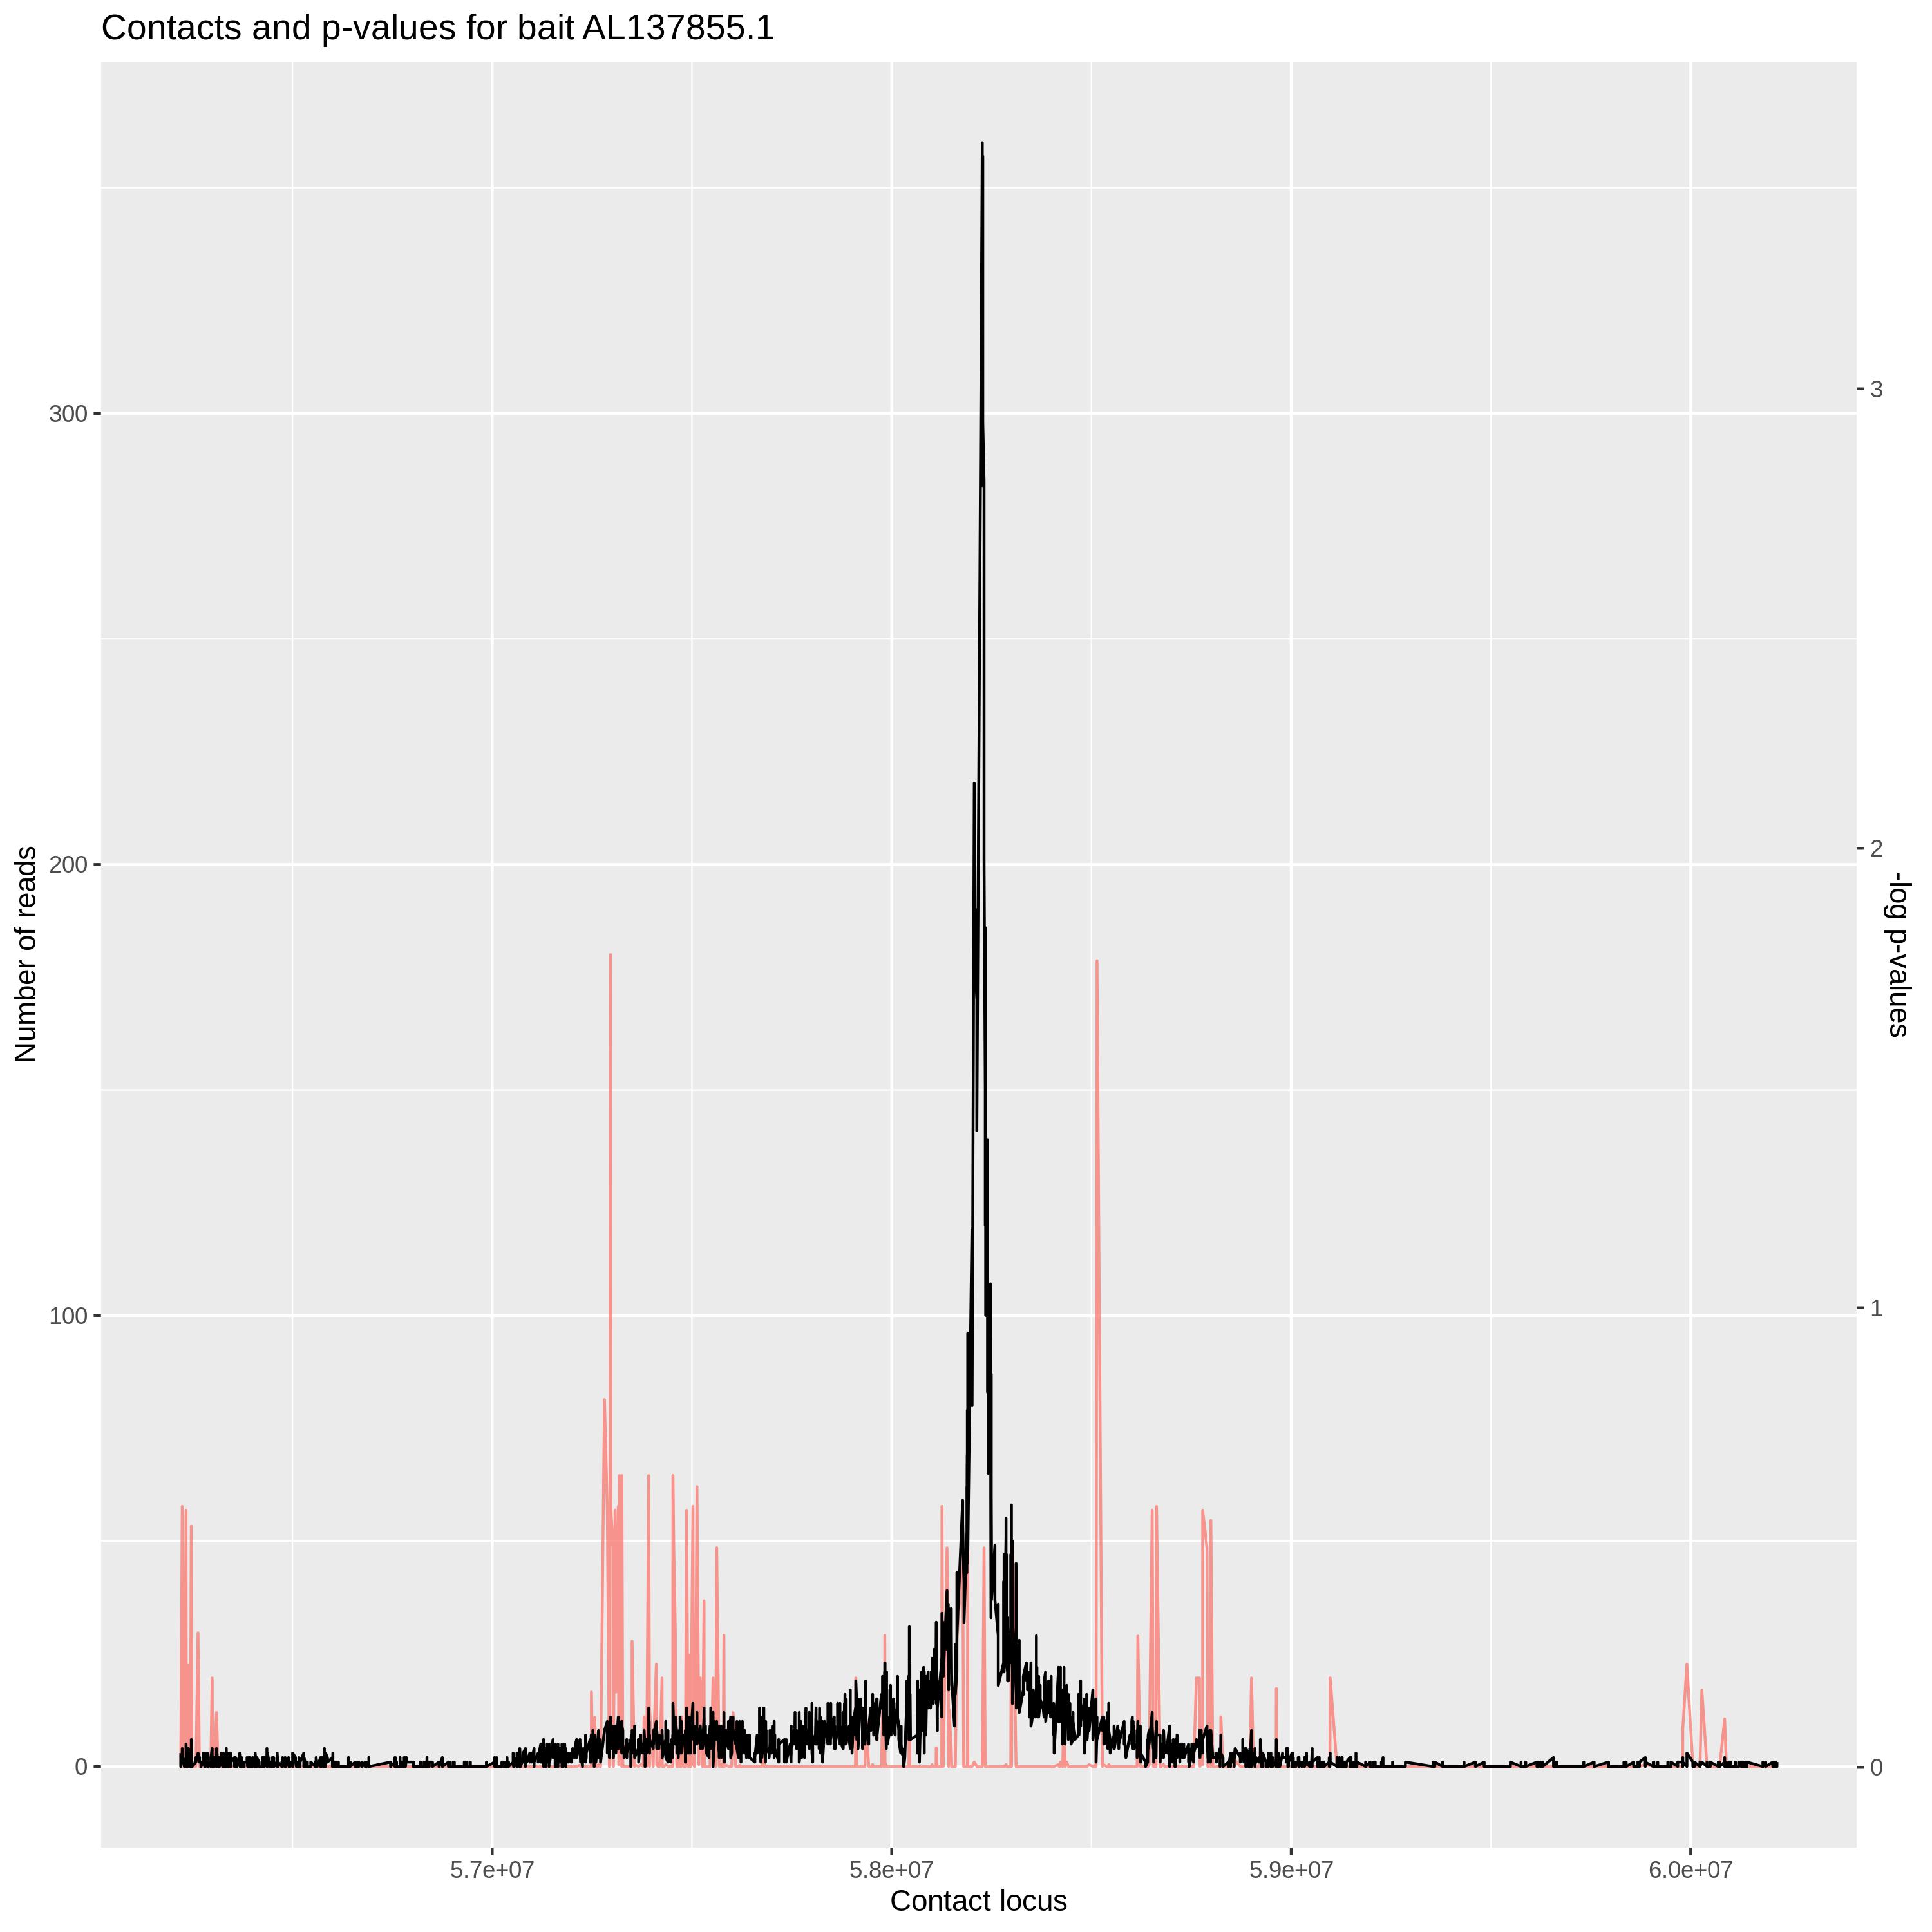 Contacts and p-values for bait AL137855.1
300
200
100
0
Number of reads
3
2
1
0
-log p-values
5.7e+07 5.8e+07 5.9e+07 6.0e+07
Contact locus